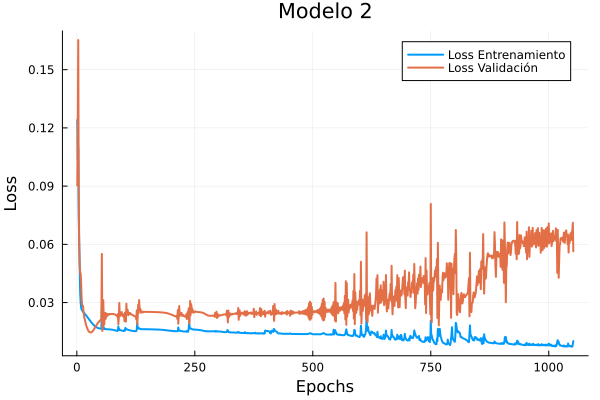 Modelo 2
Loss Entrenamiento
Loss Validación
Loss
0.15
0.12
0.09
0.06
0.03
0
250
500
750
1000
Epochs